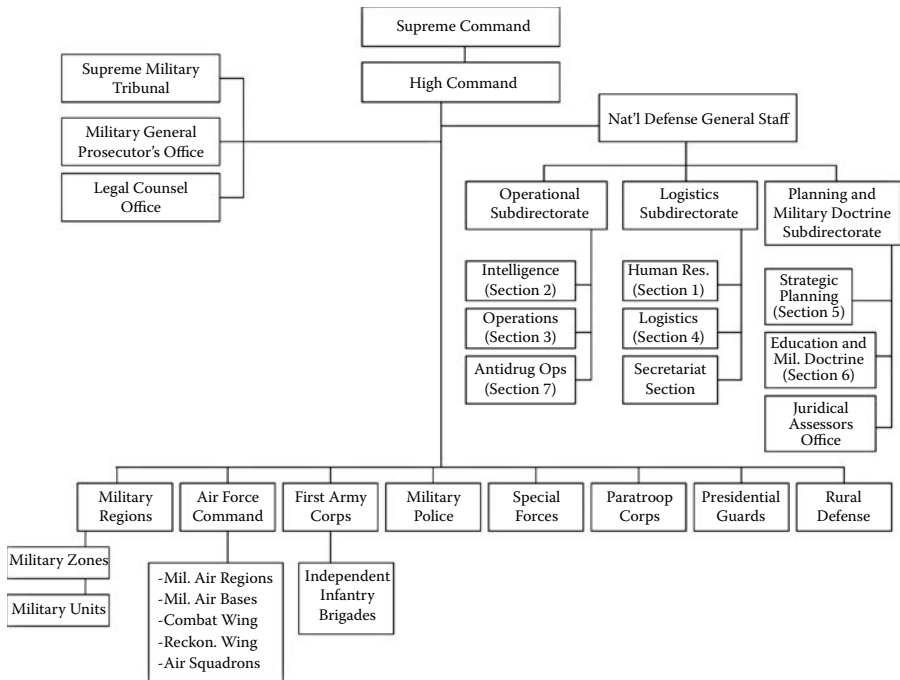 Supreme Command
High Command
Supreme Military
Tribunal
Military General
Prosecutor's Office
Legal Counsel
Office
Nat'l Defense General Staff
Operational
Subdirectorate
Intelligence
(Section 2)
Operations
(Section 3)
Antidrug Ops
(Section 7)
Logistics
Subdirectorate
Human Res.
(Section 1)
Logistics
(Section 4)
Secretariat
Section
Planning and
Military Doctrine
Subdirectorate
Strategic
Planning
(Section 5)
Education and
Mil. Doctrine
(Section 6)
Juridical
Assessors
Office
Military
Regions
Air Force
Command
First Army
Corps
Military
Police
Special
Forces
Paratroop
Corps
Presidential
Guards
Rural
Defense
Military Zones
Military Units
-Mil. Air Regions
-Mil. Air Bases
-Combat Wing
-Reckon. Wing
-Air Squadrons
Independent
Infantry
Brigades